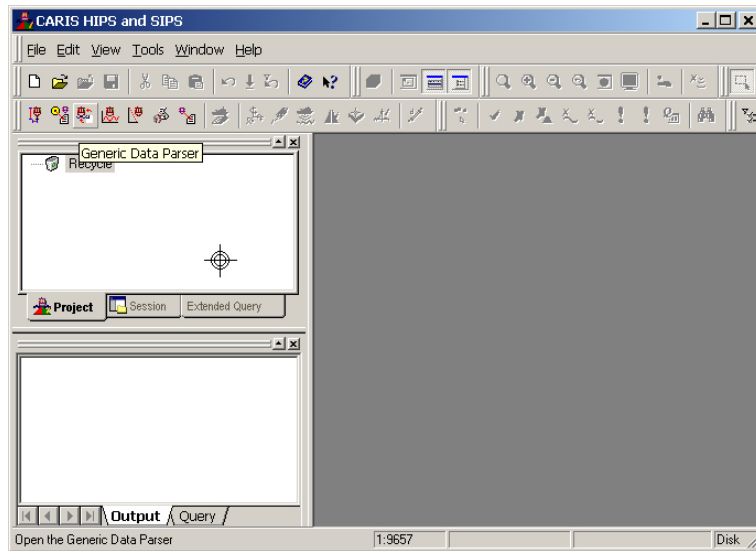 CARIS HIPS and SIPS
File Edit View Tools Window Help
Generic Data Parser
Recycle
Project Session Extended Query
Output Query
Open the Generic Data Parser 1:9657 Disk